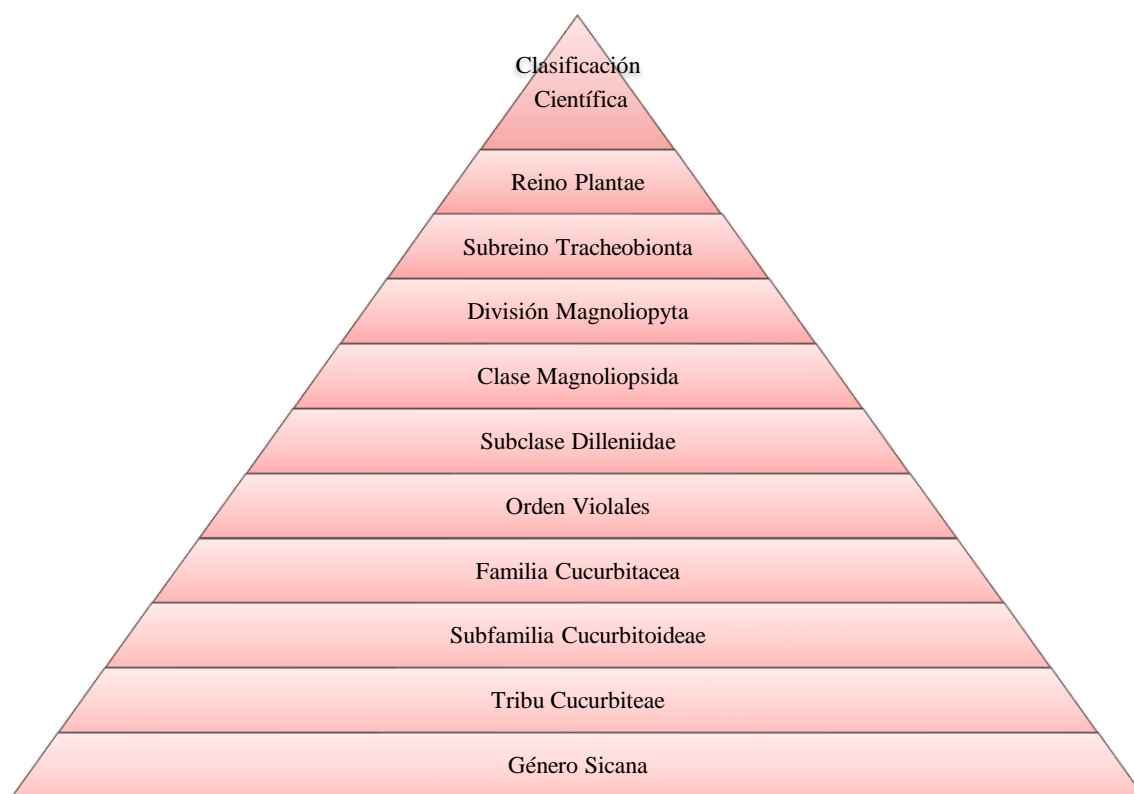 Clasificación
Científica
Reino Plantae
Subreino Tracheobionta
División Magnoliopyta
Clase Magnoliopsida
Subclase Dilleniidae
Orden Violales
Familia Cucurbitacea
Subfamilia Cucurbitoideae
Tribu Cucurbiteae
Género Sicana